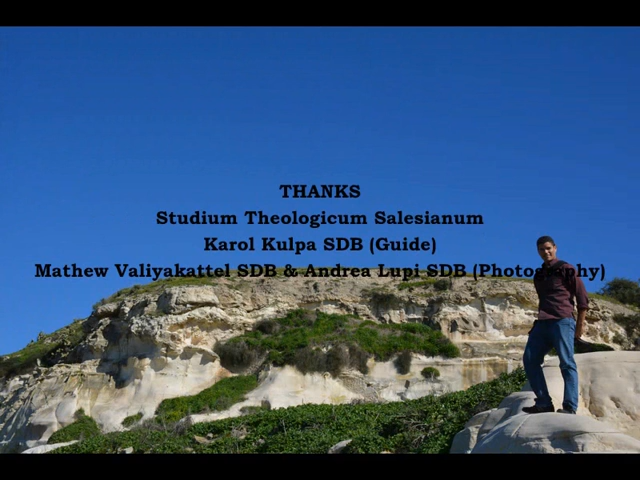 THANKS
Studium Theologicum Salesianum
Karol Kulpa SDB (Guide)
Mathew Valiyakattel SDB & Andrea Lupi SDB (Photography)